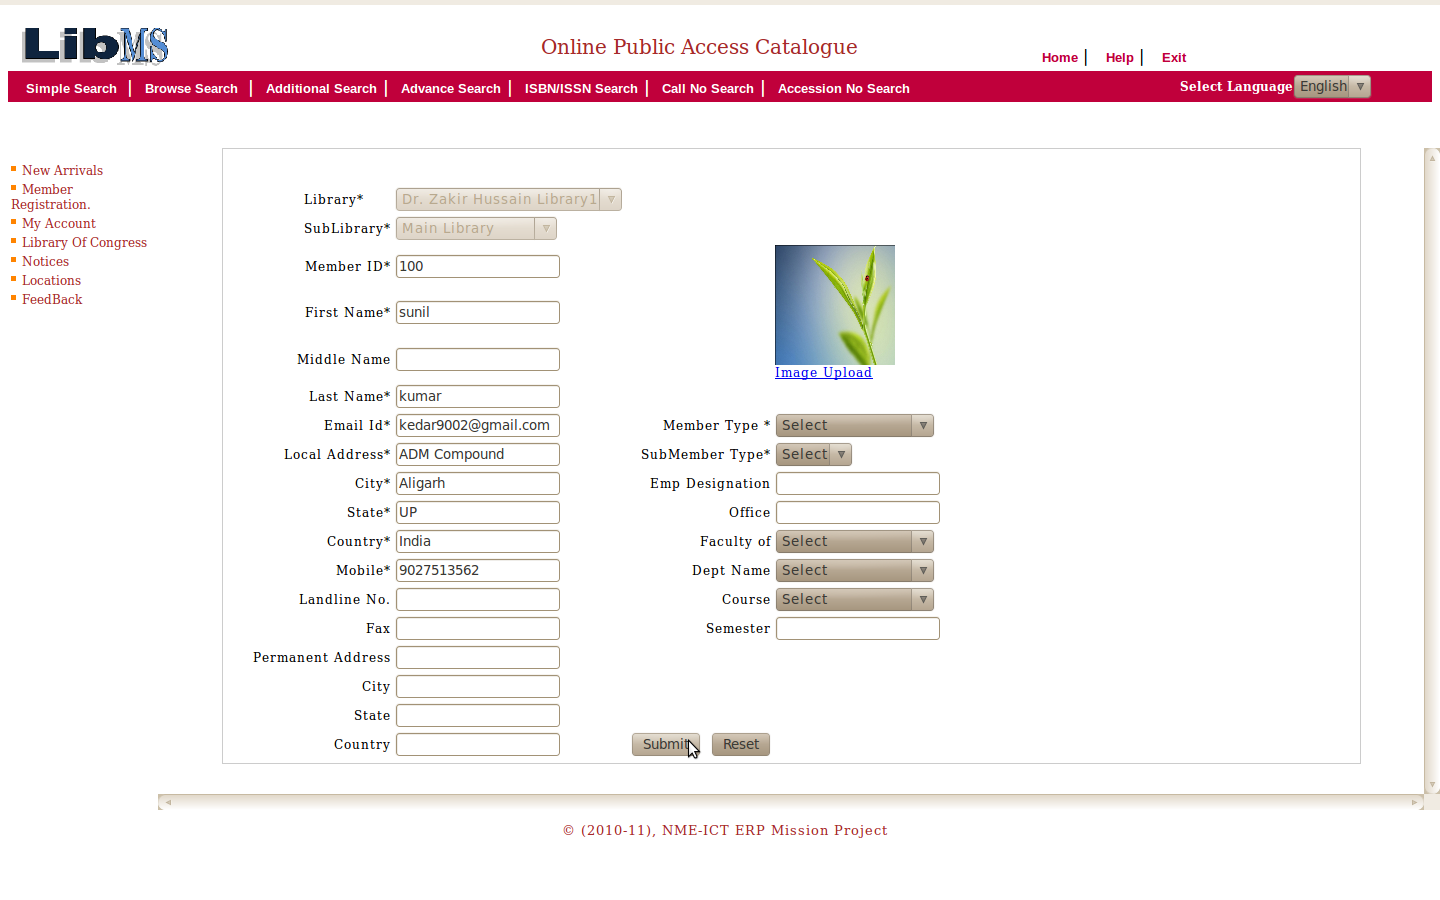 LibMS
Online Public Access Catalogue
Home | Help | Exit
Simple Search | Browse Search | Additional Search | Advance Search | ISBN/ISSN Search | Call No Search | Accession No Search
Select Language English
New Arrivals
Member
Registration.
My Account
Library Of Congress
Notices
Locations
FeedBack
Library* Dr. Zakir Hussain Library1
SubLibrary* Main Library
Member ID* 100
First Name* sunil
Middle Name
Image Upload
Last Name* kumar
Email Id* kedar9002@gmail.com Member Type * Select
Local Address* ADM Compound SubMember Type* Select
City* Aligarh Emp Designation
State* UP Office
Country* India Faculty of Select
Mobile* 9027513562 Dept Name Select
Landline No. Course Select
Fax Semester
Permanent Address
City
State
Country Submit Reset
© (2010-11), NME-ICT ERP Mission Project